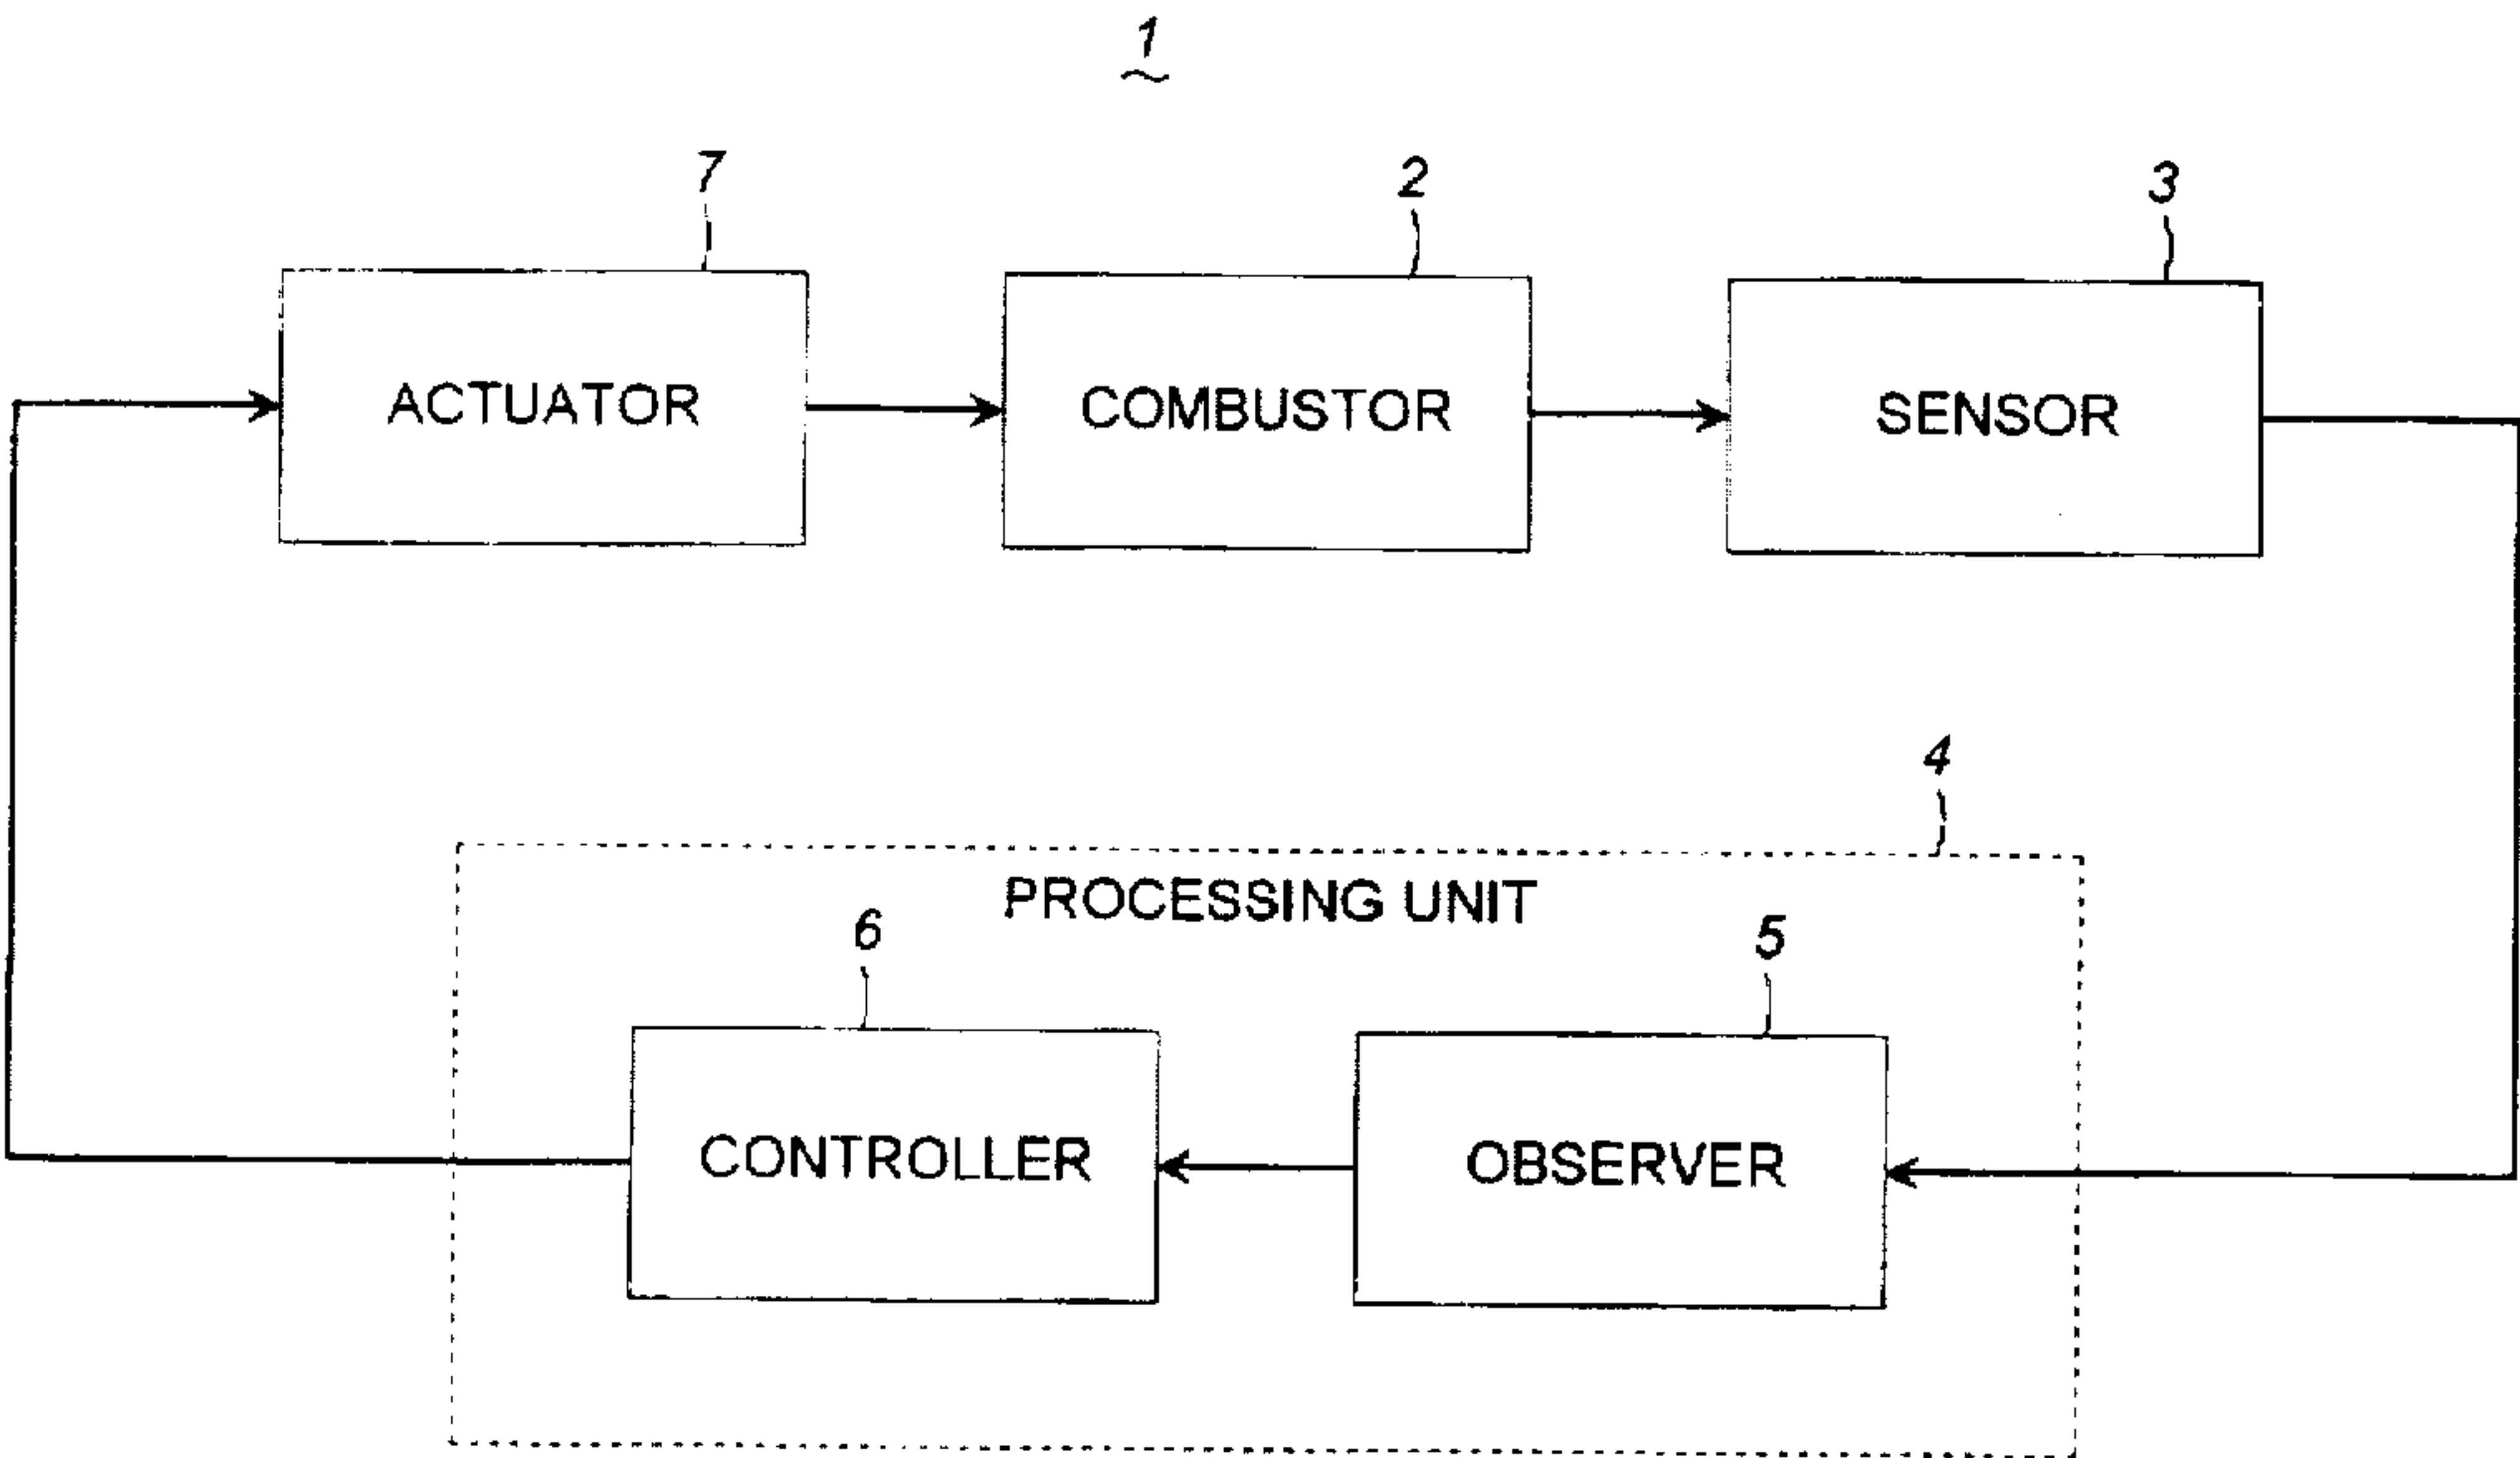 1
7
2
3
ACTUATOR
COMBUSTOR
SENSOR
4
PROCESSING UNIT
6
5
CONTROLLER
OBSERVER